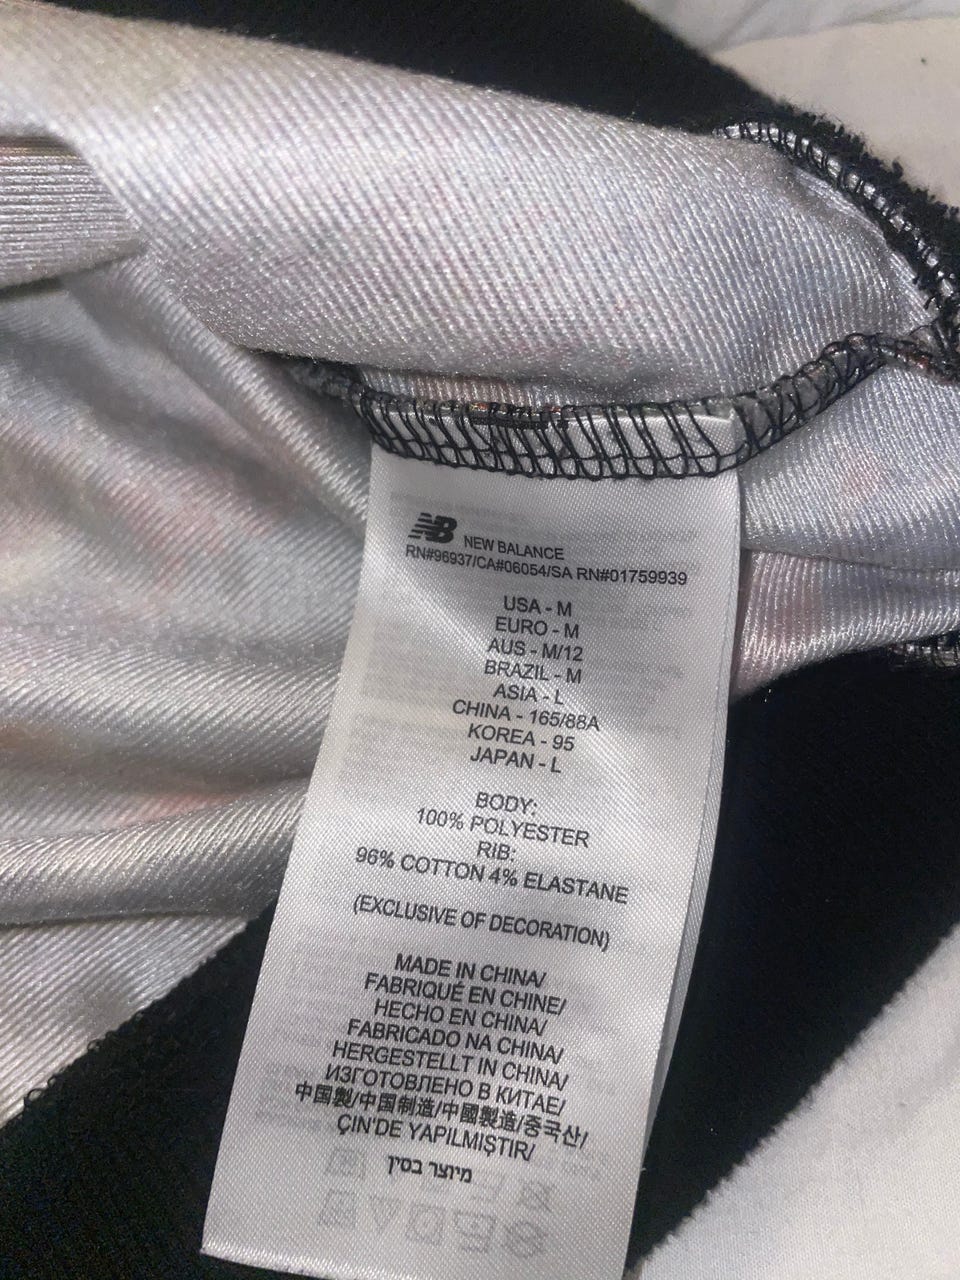 NB NEW BALANCE
RN#96937/CA#06054/SA RN#01759939
USA - M
EURO - M
AUS - M/12
BRAZIL - M
ASIA - L
CHINA - 165/88A
KOREA - 95
JAPAN - L
BODY:
100% POLYESTER
RIB:
96% COTTON 4% ELASTANE
(EXCLUSIVE OF DECORATION)
MADE IN CHINA/
FABRIQUÉ EN CHINE/
HECHO EN CHINA/
FABRICADO NA CHINA/
HERGESTELLT IN CHINA/
ИЗГОТОВЛЕНО В КИТАЕ/
中国製/中国制造/中國製造/중국산/
ÇIN'DE YAPILMIŞTIR/
מיוצר בסין